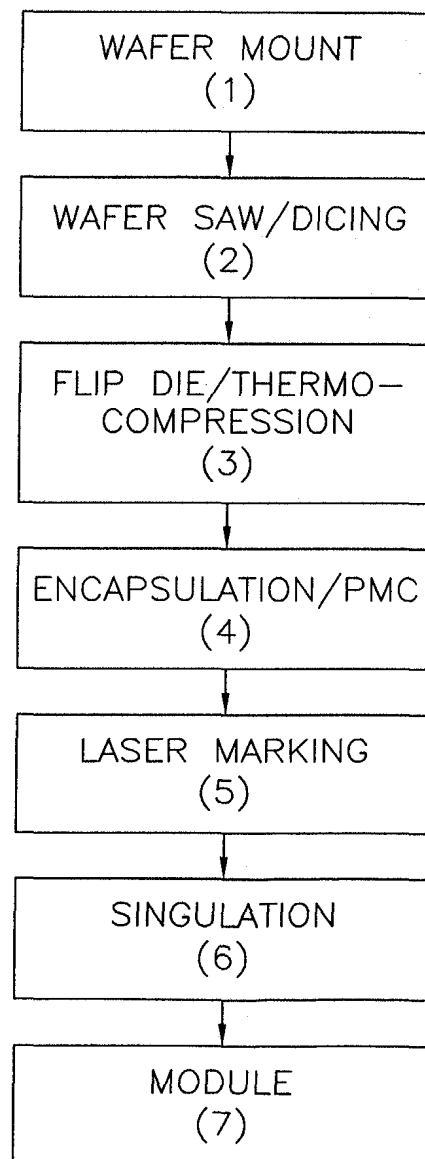 WAFER MOUNT
(1)
WAFER SAW/DICING
(2)
FLIP DIE/THERMO-
COMPRESSION
(3)
ENCAPSULATION/PMC
(4)
LASER MARKING
(5)
SINGULATION
(6)
MODULE
(7)